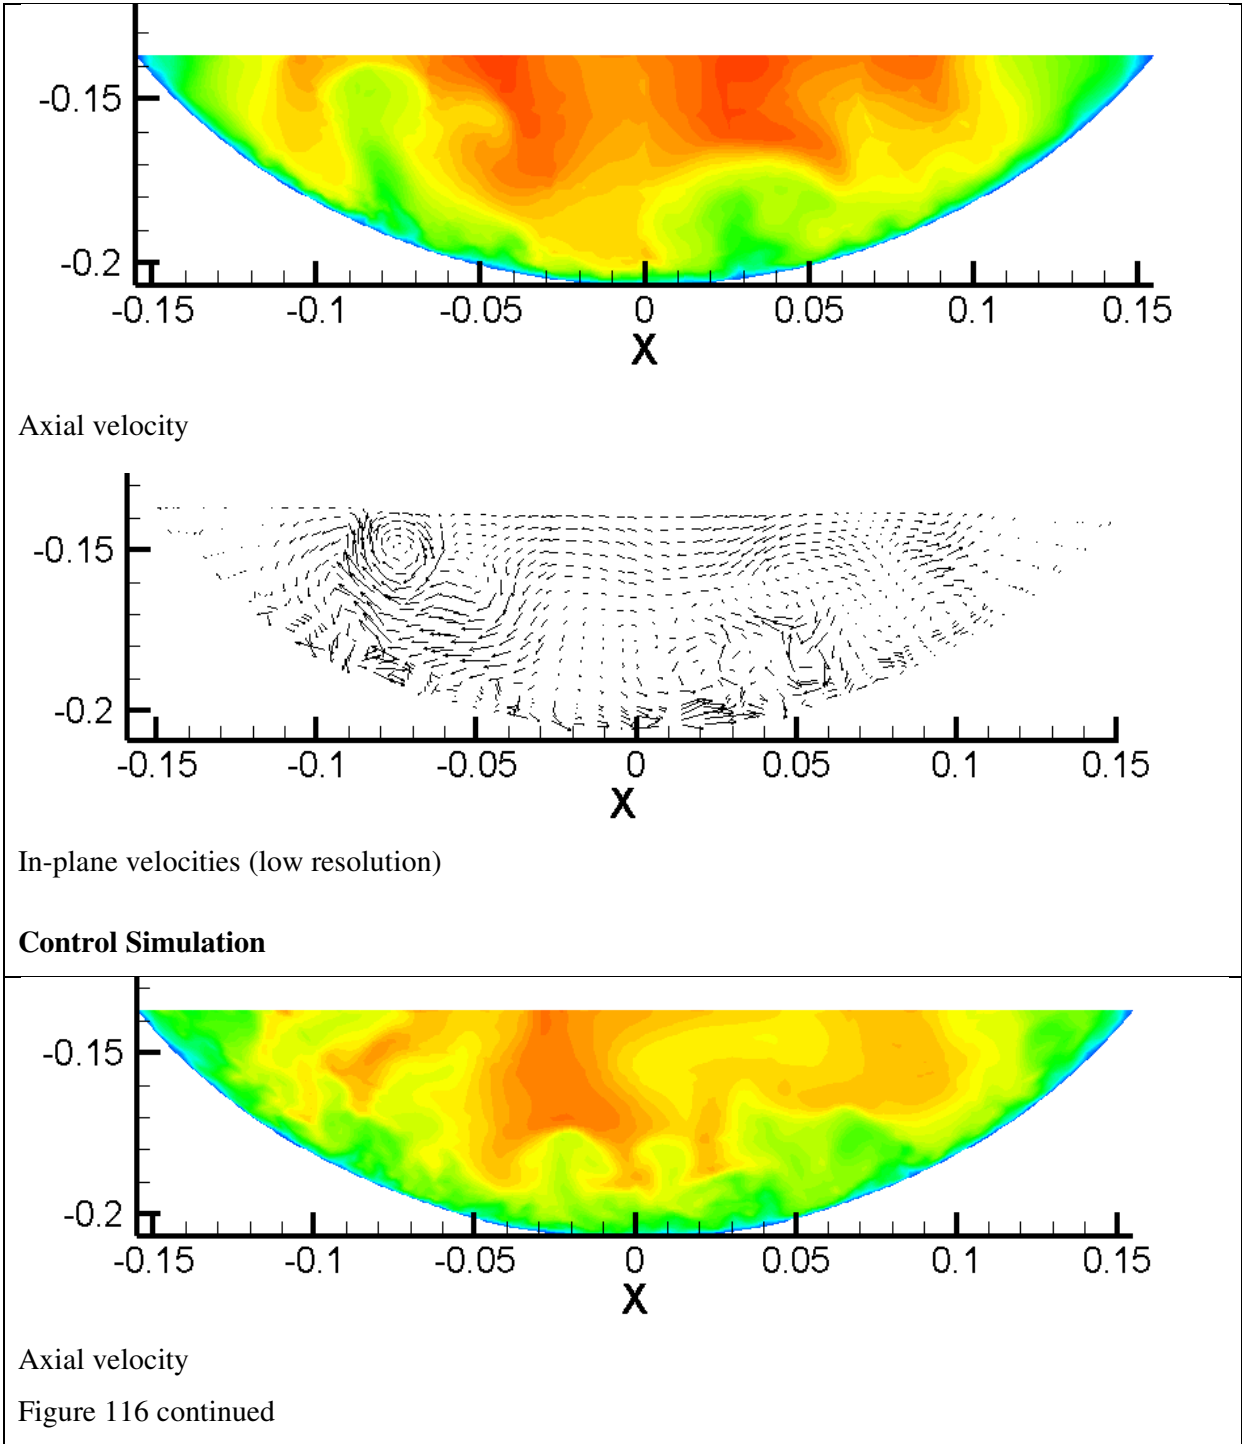 -0.15
-0.2
-0.15 -0.1 -0.05 0 0.05 0.1 0.15
X
Axial velocity
-0.15
-0.2
-0.15 -0.1 -0.05 0 0.05 0.1 0.15
X
In-plane velocities (low resolution)
Control Simulation
-0.15
-0.2
-0.15 -0.1 -0.05 0 0.05 0.1 0.15
X
Axial velocity
Figure 116 continued